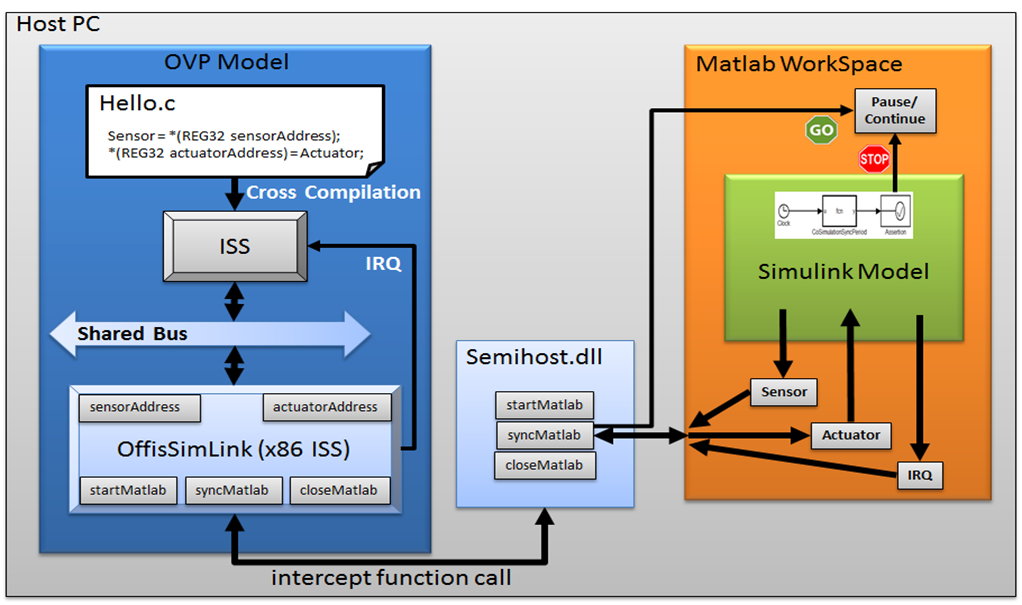 Host PC
OVP Model
Hello.c
Sensor = *(REG32 sensorAddress);
*(REG32 actuatorAddress)=Actuator;
Cross Compilation
ISS
IRQ
Shared Bus
sensorAddress
actuatorAddress
OffisSimLink (x86 ISS)
startMatlab
syncMatlab
closeMatlab
intercept function call
Semihost.dll
startMatlab
syncMatlab
closeMatlab
Matlab WorkSpace
Pause/
Continue
GO
STOP
Clock
fcn
y
CoSimulationSyncPeriod
Assertion
Simulink Model
Sensor
Actuator
IRQ